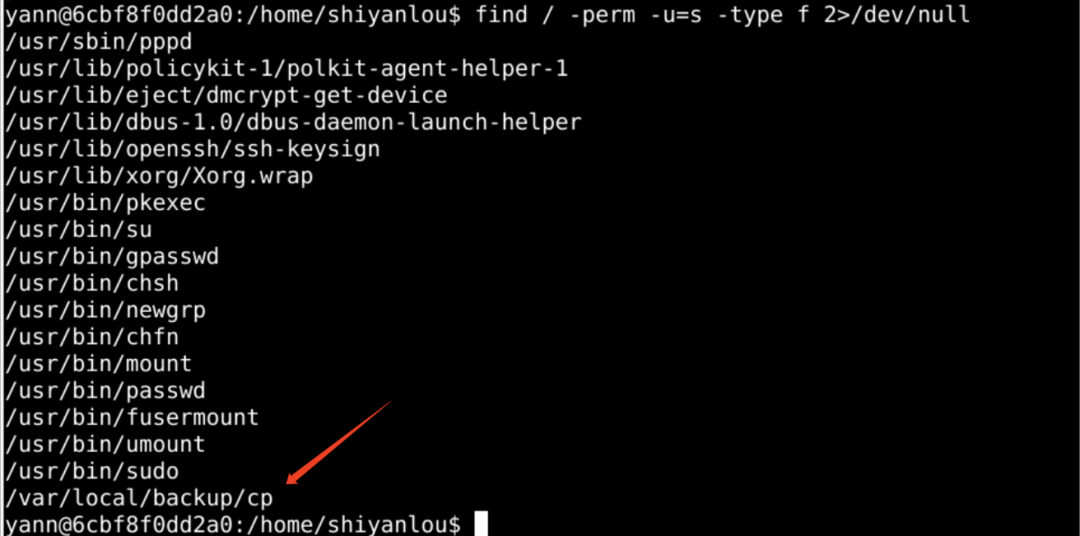 yann@6cbf8f0dd2a0:/home/shiyanlou$ find / -perm -u=s -type f 2>/dev/null
/usr/sbin/pppd
/usr/lib/policykit-1/polkit-agent-helper-1
/usr/lib/eject/dmcrypt-get-device
/usr/lib/dbus-1.0/dbus-daemon-launch-helper
/usr/lib/openssh/ssh-keysign
/usr/lib/xorg/Xorg.wrap
/usr/bin/pkexec
/usr/bin/su
/usr/bin/gpasswd
/usr/bin/chsh
/usr/bin/newgrp
/usr/bin/chfn
/usr/bin/mount
/usr/bin/passwd
/usr/bin/fusermount
/usr/bin/umount
/usr/bin/sudo
/var/local/backup/cp
yann@6cbf8f0dd2a0:/home/shiyanlou$